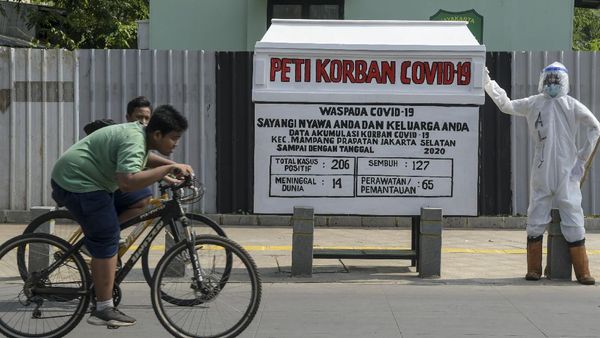 PETI KORBAN COVID-19
WASPADA COVID-19
SAYANGI NYAWA ANDA DAN KELUARGA ANDA
DATA AKUMULASI KORBAN COVID-19
KEC. MAMPANG PRAPATAN JAKARTA SELATAN
SAMPAI DENGAN TANGGAL 2020
TOTAL KASUS POSITIF : 206
SEMBUH : 127
MENINGGAL DUNIA : 14
PERAWATAN/PEMANTAUAN : 65